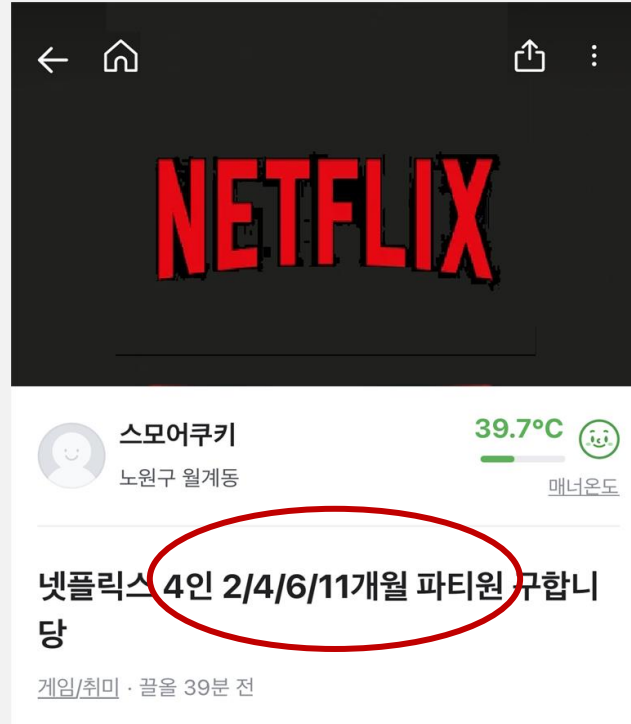 NETFLIX
스모어쿠키
39.7°C
노원구 월계동
매너온도
넷플릭스 4인 2/4/6/11개월 파티원 구합니
당
게임/취미 · 끌올 39분 전